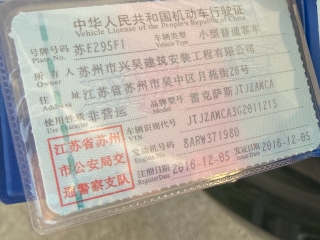 中华人民共和国机动车行驶证
Vehicle License of the People's Republic of China
号牌号码 苏EZ95F1 车辆类型 小型普通客车
Plate No. Vehicle Type
所有人 苏州市兴昊建筑安装工程有限公司
Owner
住址 江苏省苏州市吴中区月苑街26号
Address
使用性质 非营运 品牌型号 雷克萨斯JTJZAMCA
Use Character Model
江苏省苏州 车辆识别代号 JTJZAMCA3G2011215
市公安局交 VIN
通警察支队 发动机号码 8ARW371980
Engine No.
注册日期 2016-12-05 发证日期 2016-12-05
Register Date Issue Date